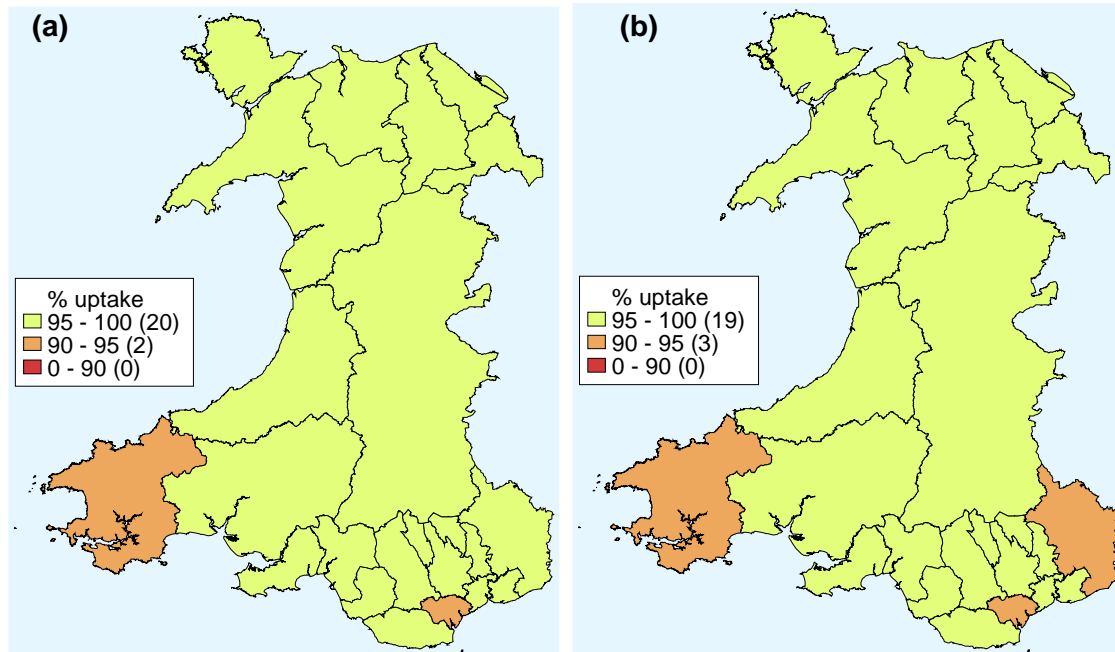 (a)
% uptake
95 - 100 (20)
90 - 95 (2)
0 - 90 (0)
(b)
% uptake
95 - 100 (19)
90 - 95 (3)
0 - 90 (0)